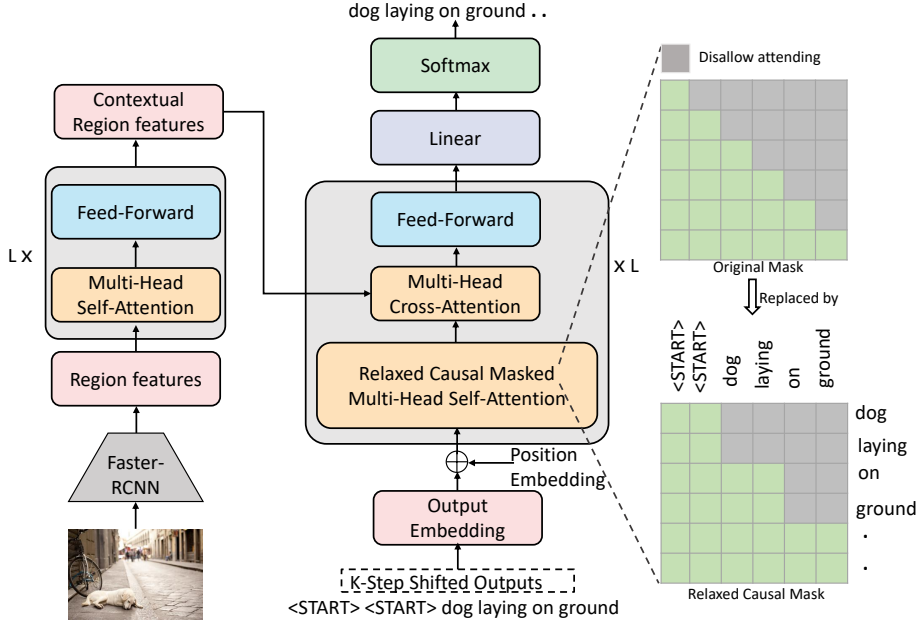 dog laying on ground . .
Softmax
Linear
Feed-Forward
Multi-Head
Cross-Attention
Relaxed Causal Masked
Multi-Head Self-Attention
x L
Position
Embedding
Output
Embedding
K-Step Shifted Outputs
<START> <START> dog laying on ground
Contextual
Region features
Feed-Forward
Multi-Head
Self-Attention
L x
Region features
Faster-
RCNN
Disallow attending
Original Mask
Replaced by
<START>
<START>
dog
laying
on
ground
dog
laying
on
ground
.
.
Relaxed Causal Mask